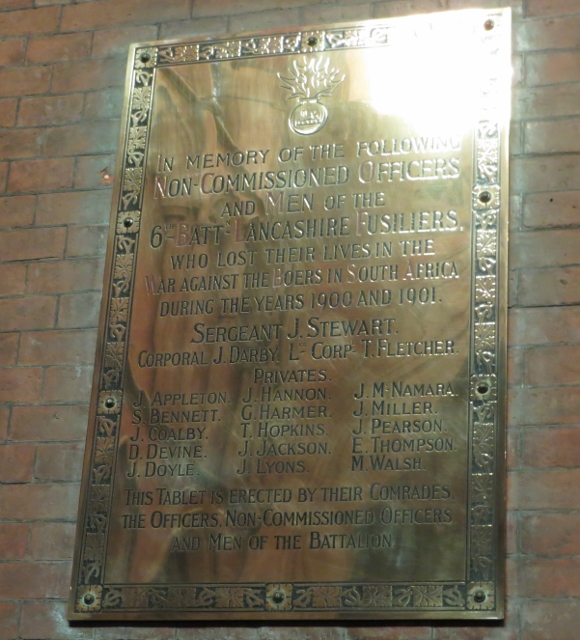 IN MEMORY OF THE FOLLOWING
NON-COMMISSIONED OFFICERS
AND MEN OF THE
6TH BATTN LANCASHIRE FUSILIERS.
WHO LOST THEIR LIVES IN THE
WAR AGAINST THE BOERS IN SOUTH AFRICA
DURING THE YEARS 1900 AND 1901.
SERGEANT J. STEWART.
CORPORAL J. DARBY. LCE CORPL T. FLETCHER.
PRIVATES.
J. APPLETON. J. HANNON. J. MCNAMARA.
S. BENNETT. G. HARMER. J. MILLER.
J. COALBY. T. HOPKINS. J. PEARSON.
D. DEVINE. J. JACKSON. E. THOMPSON.
J. DOYLE. J. LYONS. M. WALSH.
THIS TABLET IS ERECTED BY THEIR COMRADES.
THE OFFICERS, NON-COMMISSIONED OFFICERS
AND MEN OF THE BATTALION